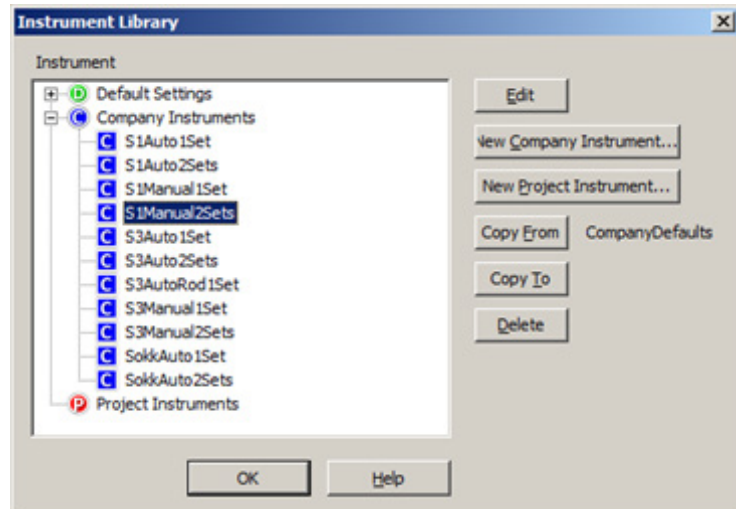 Instrument Library
Instrument
D Default Settings
C Company Instruments
C S1Auto1Set
C S1Auto2Sets
C S1Manual1Set
C S1Manual2Sets
C S3Auto1Set
C S3Auto2Sets
C S3AutoRod1Set
C S3Manual1Set
C S3Manual2Sets
C SokkAuto1Set
C SokkAuto2Sets
P Project Instruments
Edit
New Company Instrument...
New Project Instrument...
Copy From CompanyDefaults
Copy To
Delete
OK Help